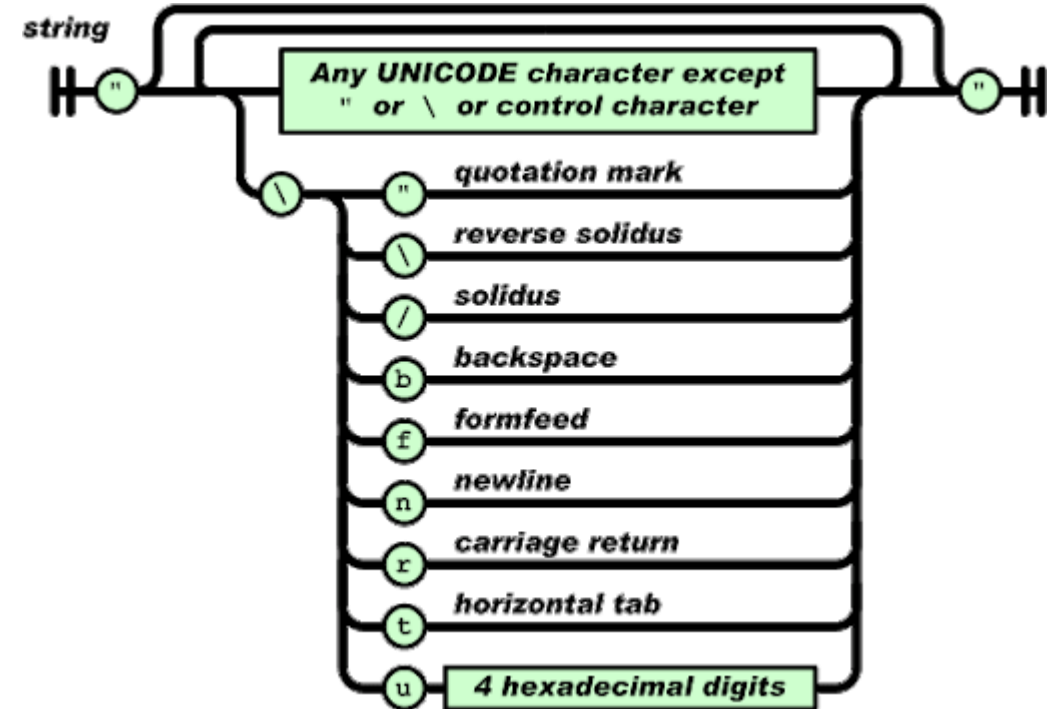 string
" Any UNICODE character except "
" or \ or control character
quotation mark
\ "
reverse solidus
\
solidus
/
backspace
b
formfeed
f
newline
n
carriage return
r
horizontal tab
t
u 4 hexadecimal digits